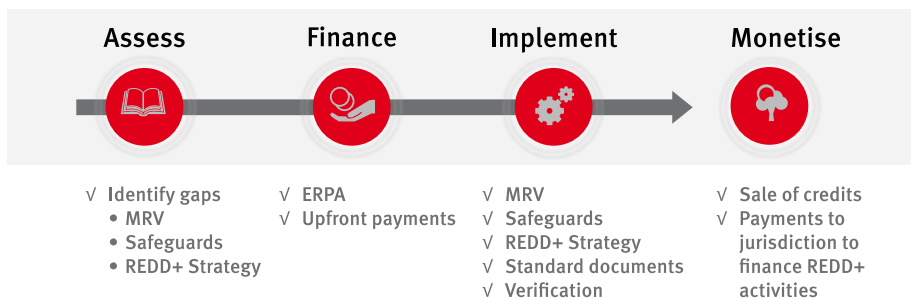 Assess
Finance
Implement
Monetise
√ Identify gaps
• MRV
• Safeguards
• REDD+ Strategy
√ ERPA
√ Upfront payments
√ MRV
√ Safeguards
√ REDD+ Strategy
√ Standard documents
√ Verification
√ Sale of credits
√ Payments to
jurisdiction to
finance REDD+
activities